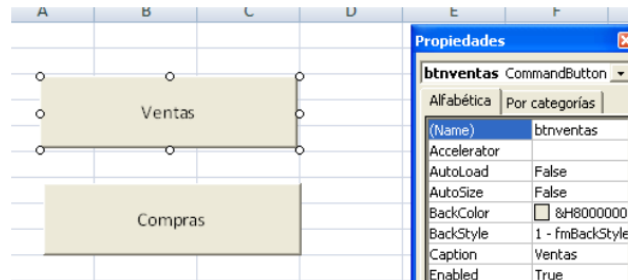 A B C D E F
Propiedades
btnventas CommandButton
Alfabética Por categorías
(Name) btnventas
Accelerator
AutoLoad False
AutoSize False
BackColor &H8000000
BackStyle 1 - fmBackStyle
Caption Ventas
Enabled True
Ventas
Compras